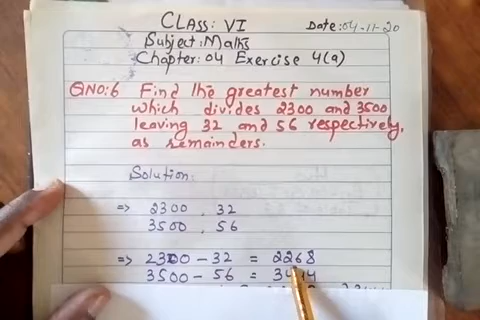 CLASS: VI
Date: 04-11-20
Subject: Maths
Chapter: 04 Exercise 4(a)
QNO:6 Find the greatest number
which divides 2300 and 3500
leaving 32 and 56 respectively,
as remainders.
Solution:
=> 2300 , 32
3500 , 56
=> 2300 - 32 = 2268
3500 - 56 =